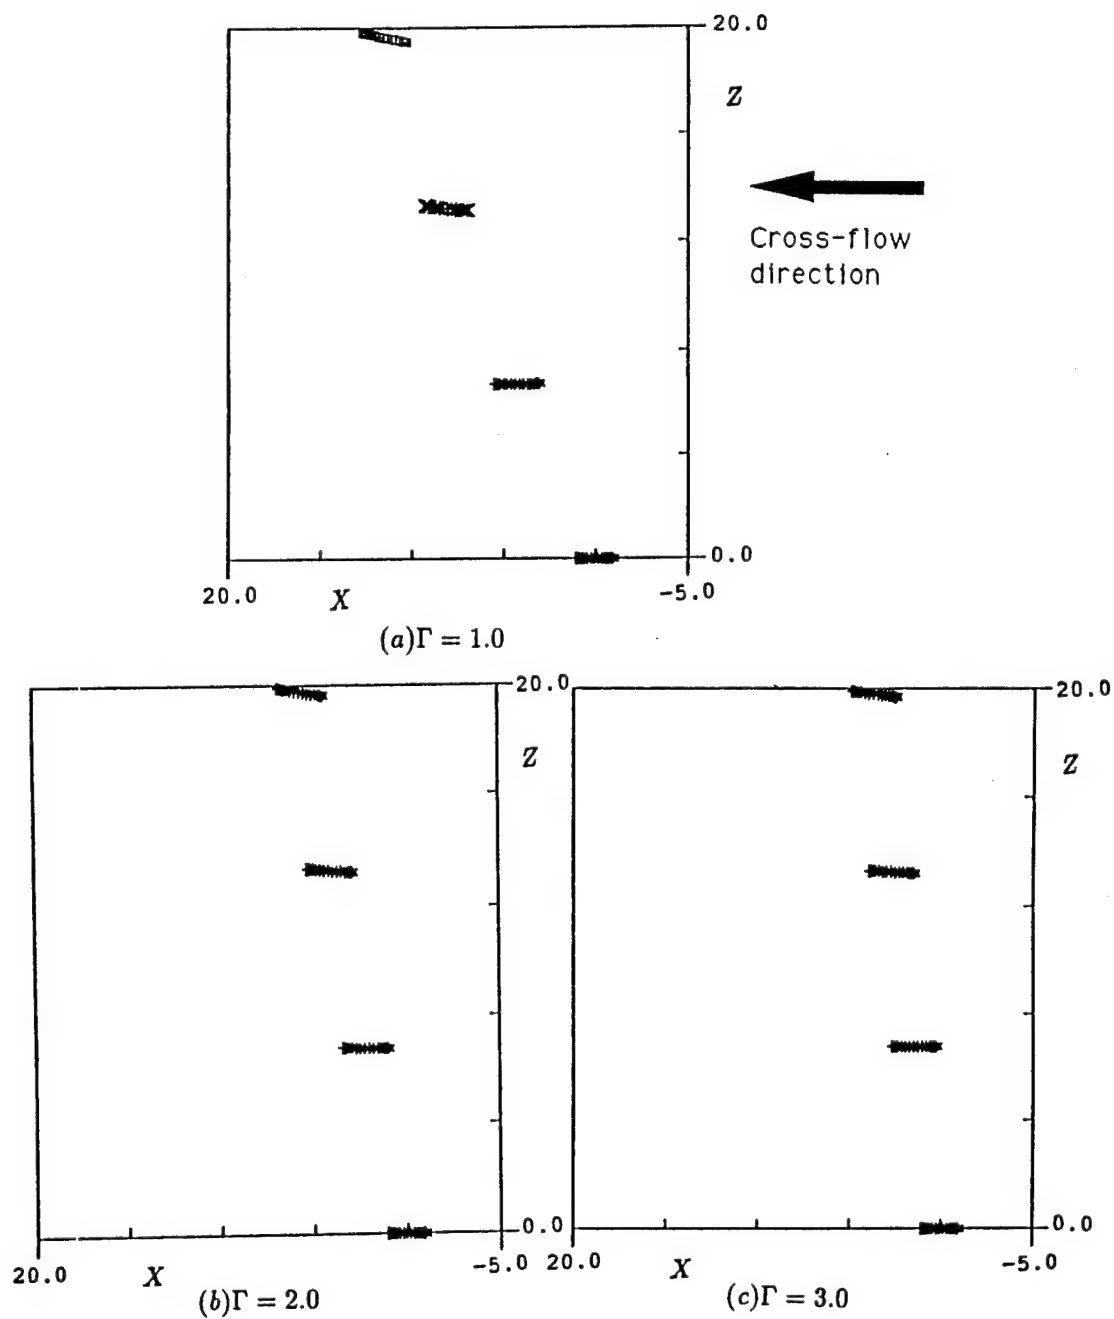 20.0
Z
Cross-flow
direction
0.0
20.0 X -5.0
(a)Γ = 1.0
20.0 20.0
Z Z
0.0 0.0
20.0 X -5.0 20.0 X -5.0
(b)Γ = 2.0 (c)Γ = 3.0